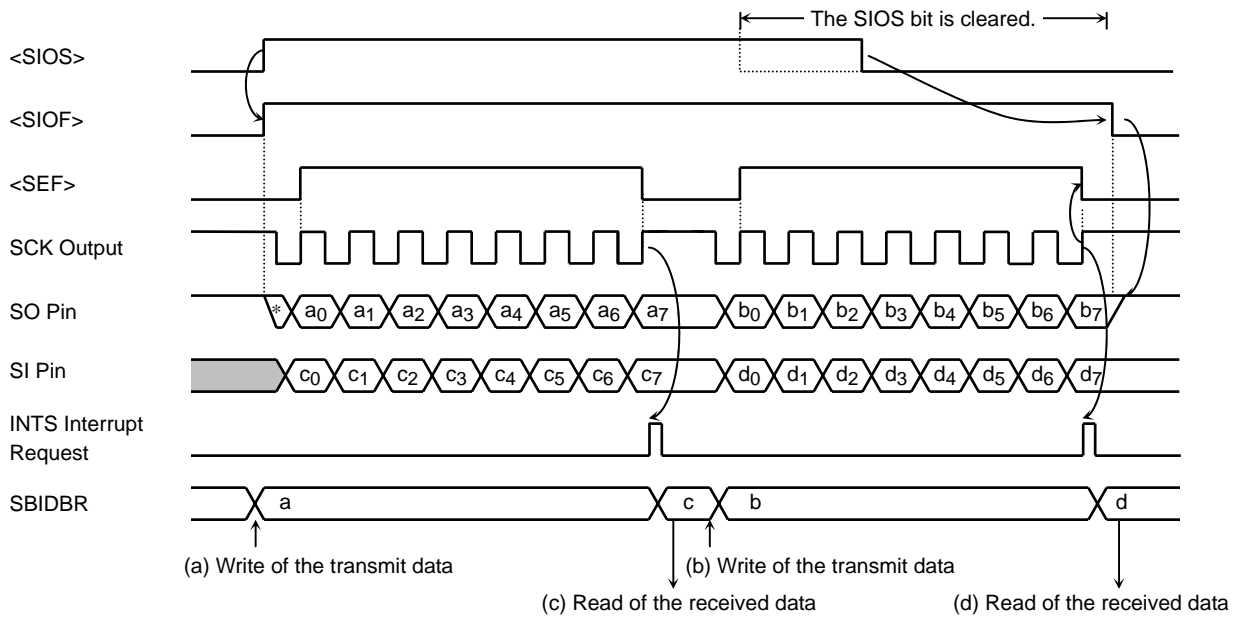 The SIOS bit is cleared.
<SIOS>
<SIOF>
<SEF>
SCK Output
SO Pin * a0 a1 a2 a3 a4 a5 a6 a7 b0 b1 b2 b3 b4 b5 b6 b7
SI Pin c0 c1 c2 c3 c4 c5 c6 c7 d0 d1 d2 d3 d4 d5 d6 d7
INTS Interrupt
Request
SBIDBR a c b d
(a) Write of the transmit data (b) Write of the transmit data
(c) Read of the received data (d) Read of the received data